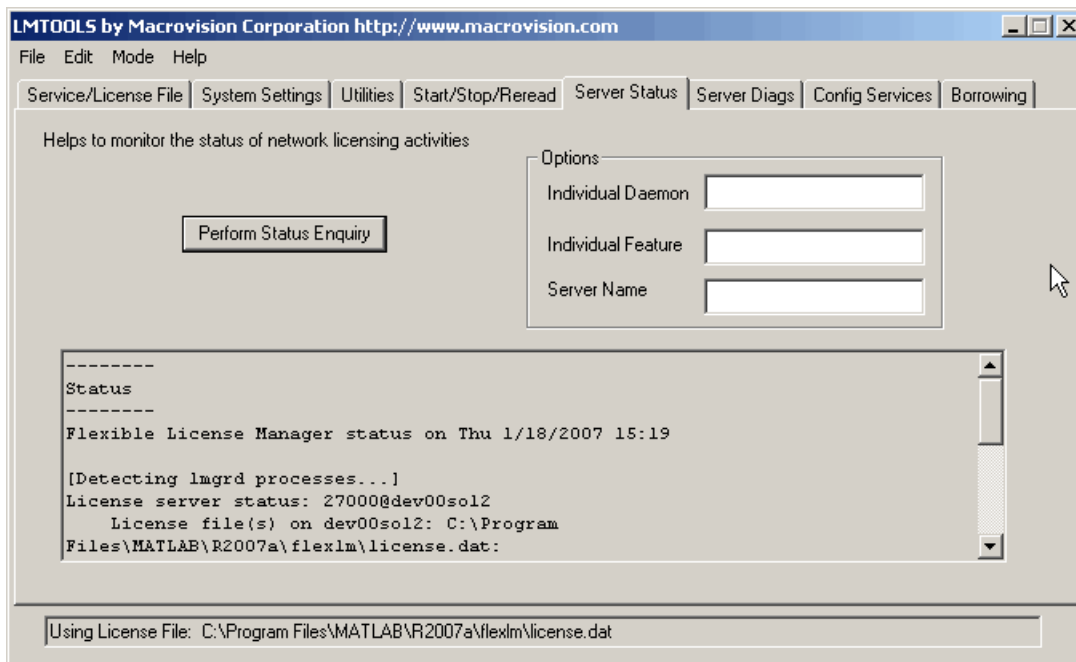 LMTOOLS by Macrovision Corporation http://www.macrovision.com
File Edit Mode Help
Service/License File System Settings Utilities Start/Stop/Reread Server Status Server Diags Config Services Borrowing
Helps to monitor the status of network licensing activities
Options
Individual Daemon
Perform Status Enquiry
Individual Feature
Server Name
--------
Status
--------
Flexible License Manager status on Thu 1/18/2007 15:19
[Detecting lmgrd processes...]
License server status: 27000@dev00sol2
License file(s) on dev00sol2: C:\Program
Files\MATLAB\R2007a\flexlm\license.dat:
Using License File: C:\Program Files\MATLAB\R2007a\flexlm\license.dat